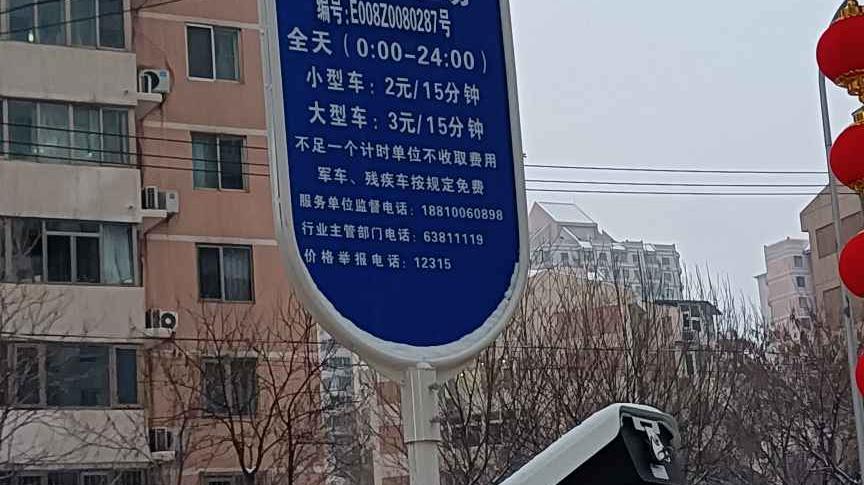 编号:E008Z0080287号
全天（0:00-24:00）
小型车：2元/15分钟
大型车：3元/15分钟
不足一个计时单位不收取费用
军车、残疾车按规定免费
服务单位监督电话：18810060898
行业主管部门电话：63811119
价格举报电话：12315